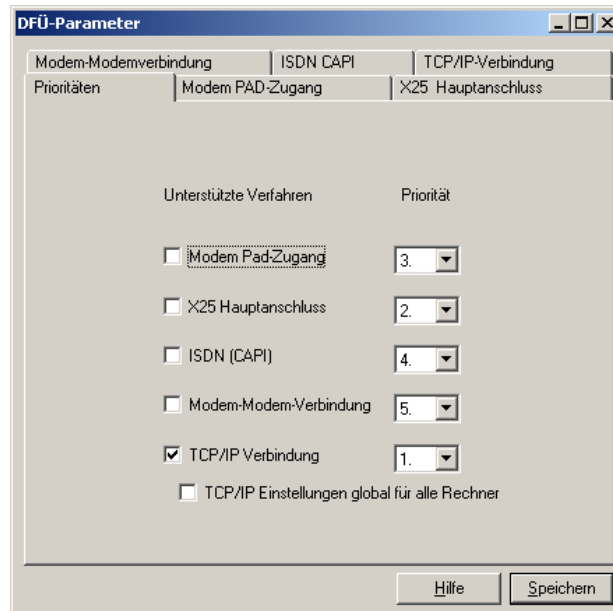 DFÜ-Parameter
Modem-Modemverbindung ISDN CAPI TCP/IP-Verbindung
Prioritäten Modem PAD-Zugang X25 Hauptanschluss
Unterstützte Verfahren Priorität
Modem Pad-Zugang 3.
X25 Hauptanschluss 2.
ISDN (CAPI) 4.
Modem-Modem-Verbindung 5.
TCP/IP Verbindung 1.
TCP/IP Einstellungen global für alle Rechner
Hilfe Speichern